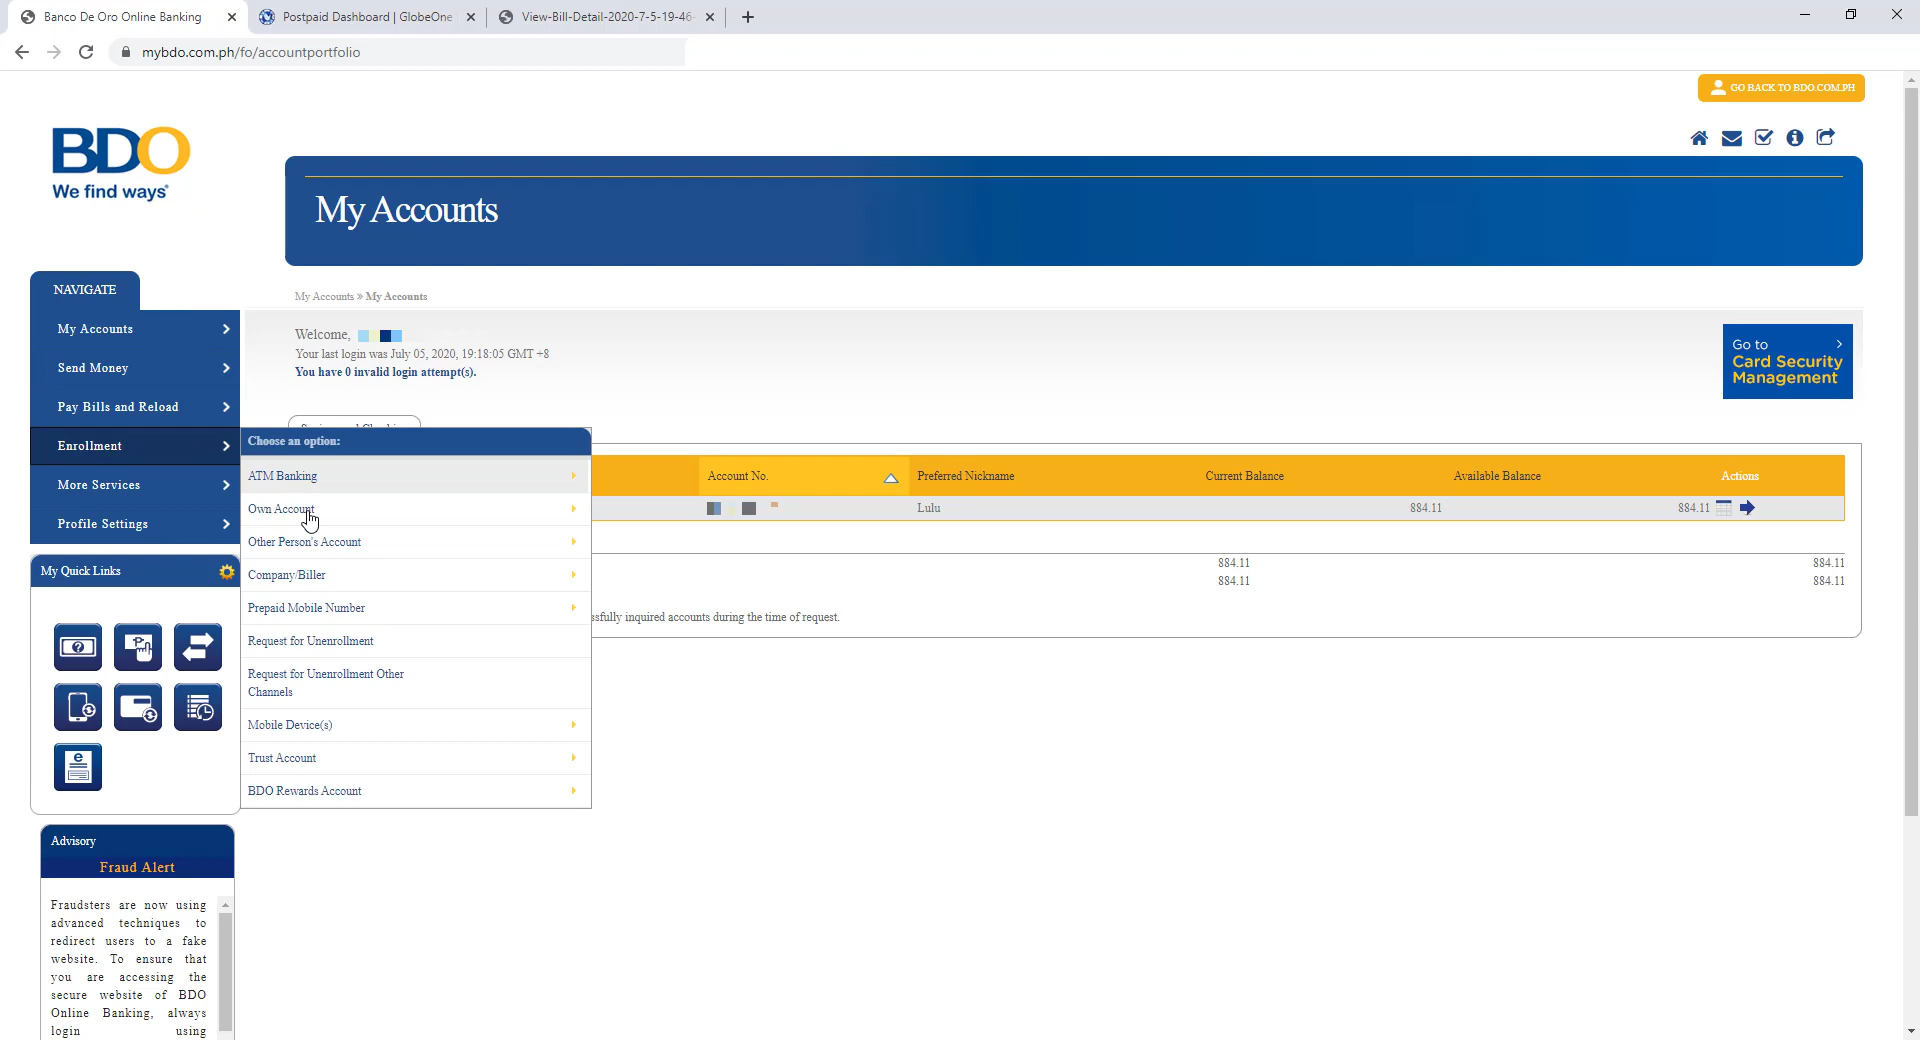 Banco De Oro Online Banking
Postpaid Dashboard | GlobeOne
View-Bill-Detail-2020-7-5-19-46-
mybdo.com.ph/fo/accountportfolio
GO BACK TO BDO.COM.PH
BDO
We find ways®
My Accounts
NAVIGATE
My Accounts » My Accounts
My Accounts
Send Money
Pay Bills and Reload
Enrollment
More Services
Profile Settings
Welcome,
Your last login was July 05, 2020, 19:18:05 GMT +8
You have 0 invalid login attempt(s).
Go to
Card Security
Management
Choose an option:
ATM Banking
Own Account
Other Person's Account
Company/Biller
Prepaid Mobile Number
Request for Unenrollment
Request for Unenrollment Other
Channels
Mobile Device(s)
Trust Account
BDO Rewards Account
Account No. Preferred Nickname Current Balance Available Balance Actions
Lulu 884.11 884.11
884.11 884.11
884.11 884.11
inquired accounts during the time of request.
My Quick Links
Advisory
Fraud Alert
Fraudsters are now using
advanced techniques to
redirect users to a fake
website. To ensure that
you are accessing the
secure website of BDO
Online Banking, always
login using